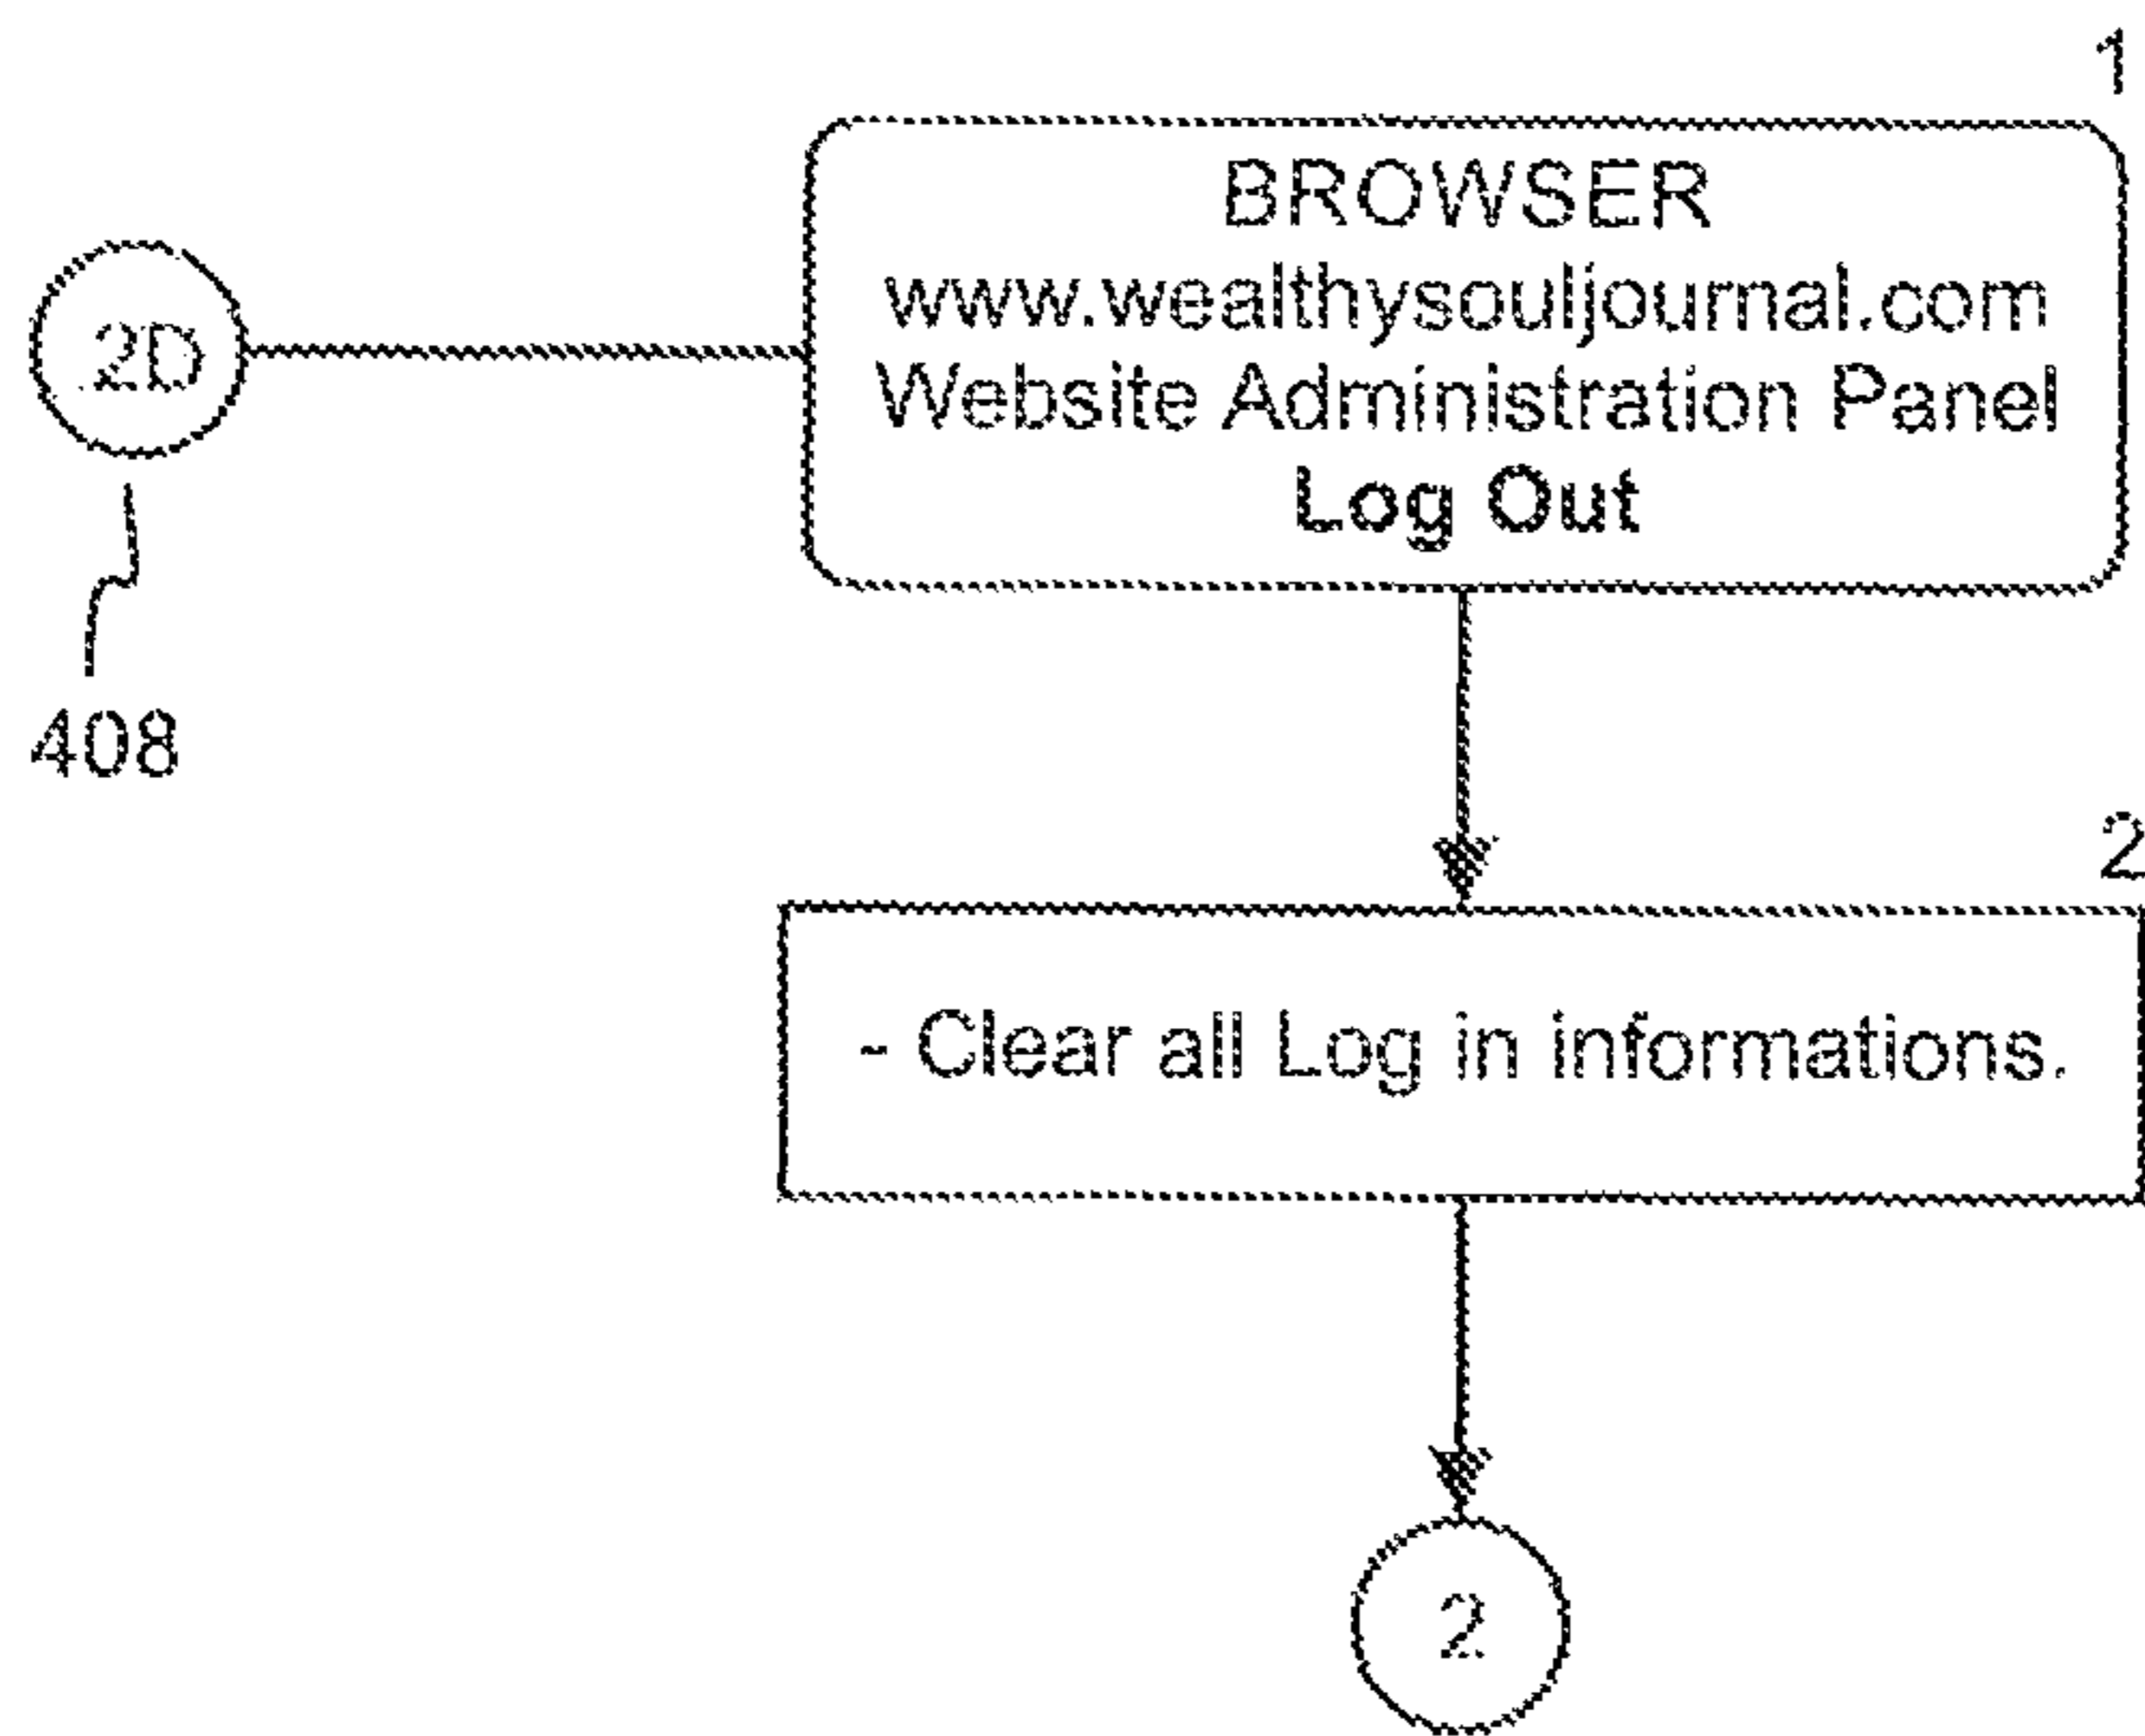 1
BROWSER
www.wealthysouljournal.com
Website Administration Panel
Log Out
2D
408
2
- Clear all Log in informations.
2